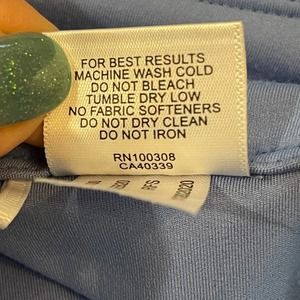 FOR BEST RESULTS
MACHINE WASH COLD
DO NOT BLEACH
TUMBLE DRY LOW
NO FABRIC SOFTENERS
DO NOT DRY CLEAN
DO NOT IRON
RN100308
CA40339